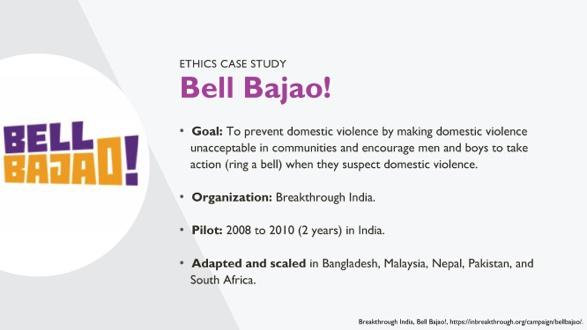 ETHICS CASE STUDY
Bell Bajao!
BELL
BAJAO!
• Goal: To prevent domestic violence by making domestic violence
unacceptable in communities and encourage men and boys to take
action (ring a bell) when they suspect domestic violence.
• Organization: Breakthrough India.
• Pilot: 2008 to 2010 (2 years) in India.
• Adapted and scaled in Bangladesh, Malaysia, Nepal, Pakistan, and
South Africa.
Breakthrough India, Bell Bajao!, https://inbreakthrough.org/campaign/bellbajao/.